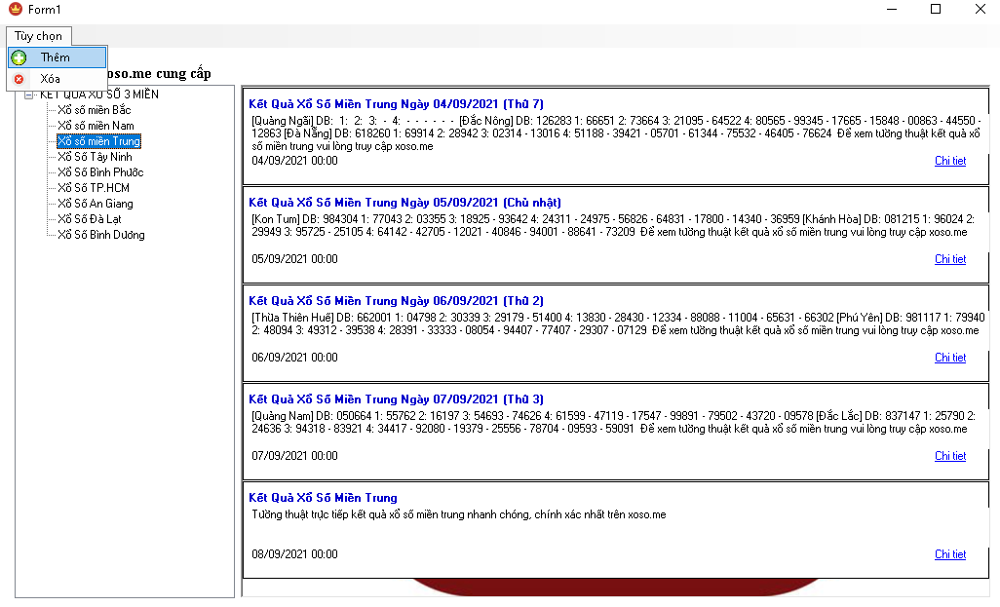 Form1
Tùy chọn
Thêm
Xóa
xoso.me cung cấp
KẾT QUẢ XỔ SỐ 3 MIỀN
Xổ số miền Bắc
Xổ số miền Nam
Xổ số miền Trung
Xổ Số Tây Ninh
Xổ Số Bình Phước
Xổ Số TP.HCM
Xổ Số An Giang
Xổ Số Đà Lạt
Xổ Số Bình Dương
Kết Quả Xổ Số Miền Trung Ngày 04/09/2021 (Thứ 7)
[Quảng Ngãi] DB: 1: 2: 3: - 4: - - - - - - [Đắc Nông] DB: 126283 1: 66651 2: 73664 3: 21095 - 64522 4: 80565 - 99345 - 17665 - 15848 - 00863 - 44550 -
12863 [Đà Nẵng] DB: 618260 1: 69914 2: 28942 3: 02314 - 13016 4: 51188 - 39421 - 05701 - 61344 - 75532 - 46405 - 76624 Để xem tường thuật kết quả xổ
số miền trung vui lòng truy cập xoso.me
04/09/2021 00:00
Chi tiet
Kết Quả Xổ Số Miền Trung Ngày 05/09/2021 (Chủ nhật)
[Kon Tum] DB: 984304 1: 77043 2: 03355 3: 18925 - 93642 4: 24311 - 24975 - 56826 - 64831 - 17800 - 14340 - 36959 [Khánh Hòa] DB: 081215 1: 96024 2:
29949 3: 95725 - 25105 4: 64142 - 42705 - 12021 - 40846 - 94001 - 88641 - 73209 Để xem tường thuật kết quả xổ số miền trung vui lòng truy cập xoso.me
05/09/2021 00:00
Chi tiet
Kết Quả Xổ Số Miền Trung Ngày 06/09/2021 (Thứ 2)
[Thừa Thiên Huế] DB: 662001 1: 04798 2: 30339 3: 29179 - 51400 4: 13830 - 28430 - 12334 - 88088 - 11004 - 65631 - 66302 [Phú Yên] DB: 981117 1: 79940
2: 48094 3: 49312 - 39538 4: 28391 - 33333 - 08054 - 94407 - 77407 - 29307 - 07129 Để xem tường thuật kết quả xổ số miền trung vui lòng truy cập xoso.me
06/09/2021 00:00
Chi tiet
Kết Quả Xổ Số Miền Trung Ngày 07/09/2021 (Thứ 3)
[Quảng Nam] DB: 050664 1: 55762 2: 16197 3: 54693 - 74626 4: 61599 - 47119 - 17547 - 99891 - 79502 - 43720 - 09578 [Đắc Lắc] DB: 837147 1: 25790 2:
24636 3: 94318 - 83921 4: 34417 - 92080 - 19379 - 25556 - 78704 - 09593 - 59091 Để xem tường thuật kết quả xổ số miền trung vui lòng truy cập xoso.me
07/09/2021 00:00
Chi tiet
Kết Quả Xổ Số Miền Trung
Tường thuật trực tiếp kết quả xổ số miền trung nhanh chóng, chính xác nhất trên xoso.me
08/09/2021 00:00
Chi tiet